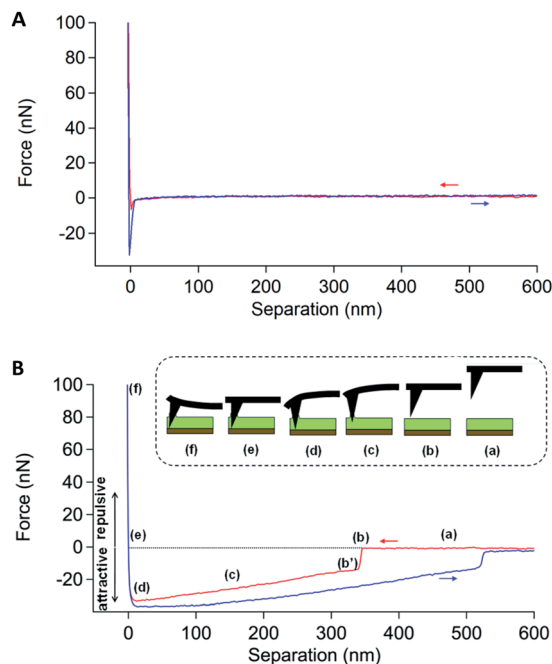 A
100
80
60
40
20
0
-20
Force (nN)
0 100 200 300 400 500 600
Separation (nm)
B
100
80
60
40
20
0
-20
Force (nN)
attractive repulsive
(f)
(e)
(d)
(c)
(b')
(b)
(a)
(f) (e) (d) (c) (b) (a)
0 100 200 300 400 500 600
Separation (nm)